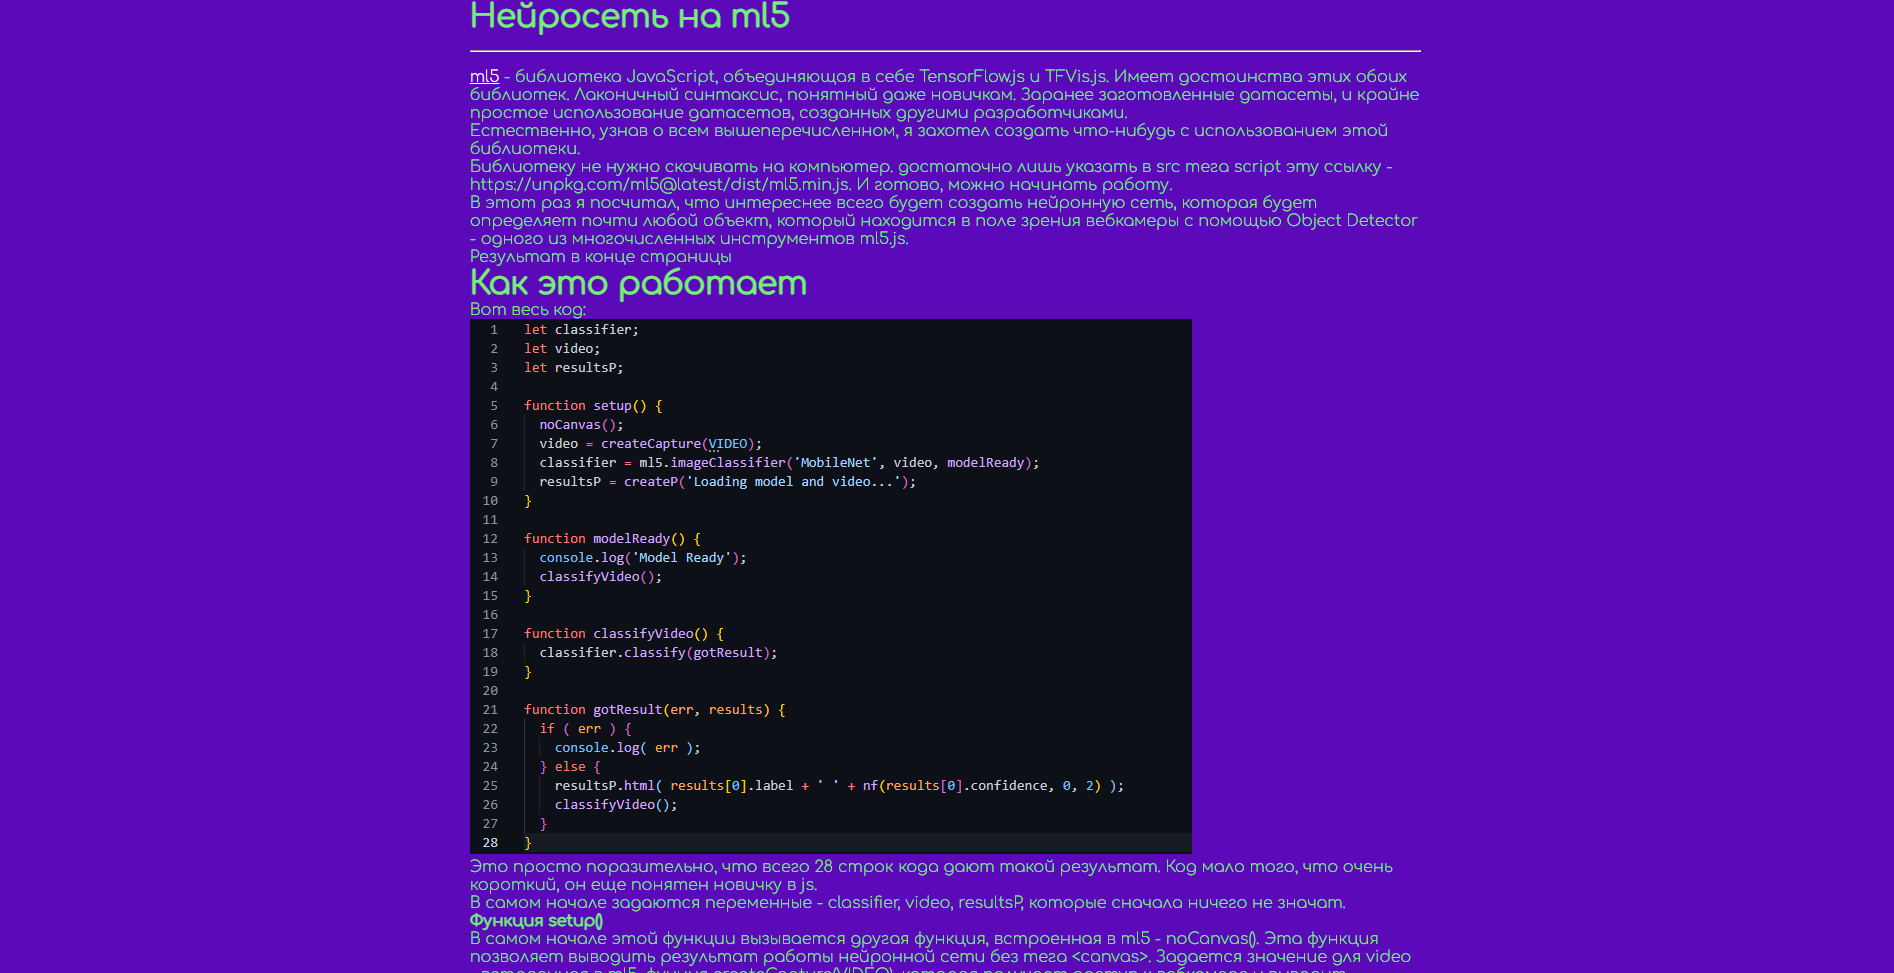 Нейросеть на ml5
ml5 - библиотека JavaScript, объединяющая в себе TensorFlow.js и TFVis.js. Имеет достоинства этих обоих
библиотек. Лаконичный синтаксис, понятный даже новичкам. Заранее заготовленные датасеты, и крайне
простое использование датасетов, созданных другими разработчиками.
Естественно, узнав о всем вышеперечисленном, я захотел создать что-нибудь с использованием этой
библиотеки.
Библиотеку не нужно скачивать на компьютер. достаточно лишь указать в src тега script эту ссылку -
https://unpkg.com/ml5@latest/dist/ml5.min.js. И готово, можно начинать работу.
В этот раз я посчитал, что интереснее всего будет создать нейронную сеть, которая будет
определяет почти любой объект, который находится в поле зрения вебкамеры с помощью Object Detector
- одного из многочисленных инструментов ml5.js.
Результат в конце страницы
Как это работает
Вот весь код:
1 let classifier;
2 let video;
3 let resultsP;
4
5 function setup() {
6 noCanvas();
7 video = createCapture(VIDEO);
8 classifier = ml5.imageClassifier('MobileNet', video, modelReady);
9 resultsP = createP('Loading model and video...');
10 }
11
12 function modelReady() {
13 console.log('Model Ready');
14 classifyVideo();
15 }
16
17 function classifyVideo() {
18 classifier.classify(gotResult);
19 }
20
21 function gotResult(err, results) {
22 if ( err ) {
23 console.log( err );
24 } else {
25 resultsP.html( results[0].label + ' ' + nf(results[0].confidence, 0, 2) );
26 classifyVideo();
27 }
28 }
Это просто поразительно, что всего 28 строк кода дают такой результат. Код мало того, что очень
короткий, он еще понятен новичку в js.
В самом начале задаются переменные - classifier, video, resultsP, которые сначала ничего не значат.
Функция setup()
В самом начале этой функции вызывается другая функция, встроенная в ml5 - noCanvas(). Эта функция
позволяет выводить результат работы нейронной сети без тега <canvas>. Задается значение для video